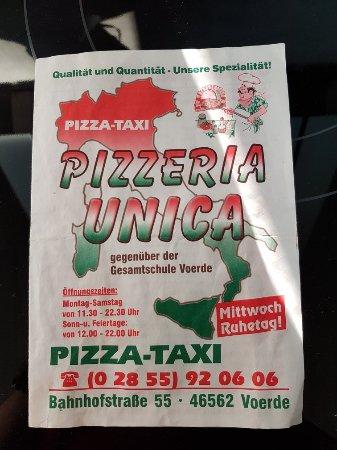 Qualität und Quantität - Unsere Spezialität!
PIZZA-TAXI
PIZZERIA
UNICA
gegenüber der
Gesamtschule Voerde
Öffnungszeiten:
Montag-Samstag
von 11.30 - 22.30 Uhr
Sonn-u. Feiertage:
von 12.00 - 22.00 Uhr
Mittwoch
Ruhetag!
PIZZA-TAXI
☎ (0 28 55) 92 06 06
Bahnhofstraße 55 · 46562 Voerde